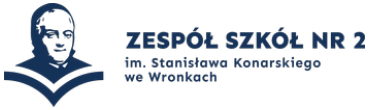 ZESPÓŁ SZKÓŁ NR 2
im. Stanisława Konarskiego
we Wronkach